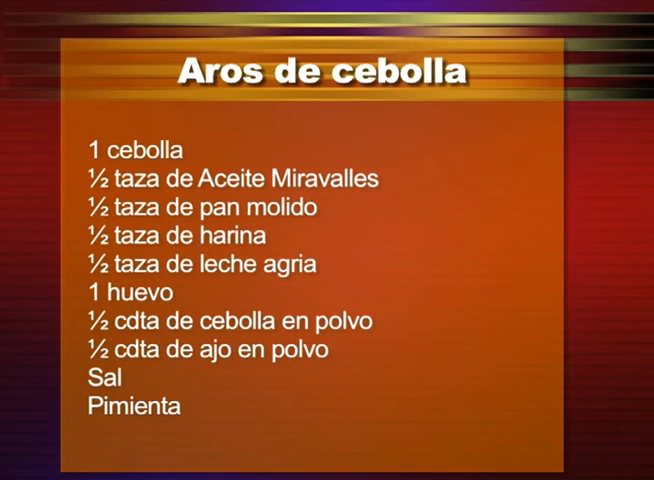 Aros de cebolla
1 cebolla
½ taza de Aceite Miravalles
½ taza de pan molido
½ taza de harina
½ taza de leche agria
1 huevo
½ cdta de cebolla en polvo
½ cdta de ajo en polvo
Sal
Pimienta